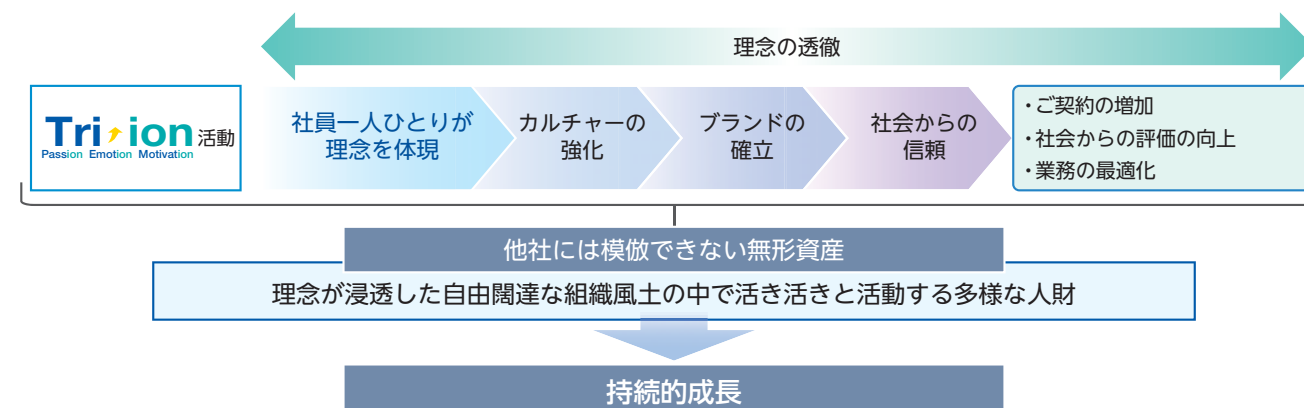 理念の透徹
Tri ion 活動
Passion Emotion Motivation
社員一人ひとりが
理念を体現
カルチャーの
強化
ブランドの
確立
社会からの
信頼
・ご契約の増加
・社会からの評価の向上
・業務の最適化
他社には模倣できない無形資産
理念が浸透した自由闊達な組織風土の中で活き活きと活動する多様な人財
持続的成長